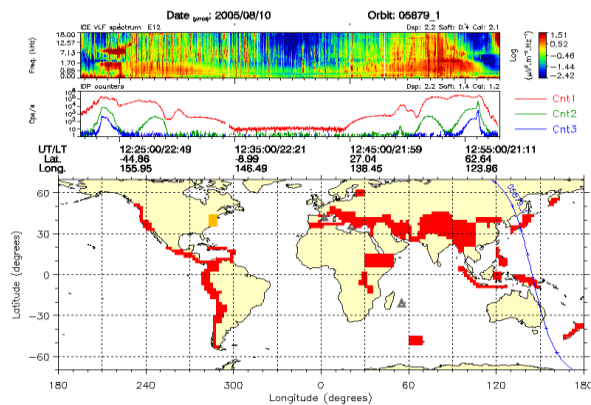 Date (μmax): 2005/08/10 Orbit: 05879_1
ICE VLF spectrum E12 Dsp: 2.2 Soft: 0.4 Cal: 2.1
Freq. (kHz)
18.00
12.57
7.13
1.70
0.88
0.06
Log
(μV².m⁻².Hz⁻¹)
1.51
0.52
-0.46
-1.44
-2.42
IDP counters Dsp: 2.2 Soft: 1.4 Cal: 1.2
Cps/s
Cnt1
Cnt2
Cnt3
UT/LT 12:25:00/22:49 12:35:00/22:21 12:45:00/21:59 12:55:00/21:11
Lat. -44.86 -8.99 27.04 62.64
Long. 155.95 146.49 138.45 123.96
Latitude (degrees)
60
30
0
-30
-60
05879_1
180 240 300 0 60 120 180
Longitude (degrees)